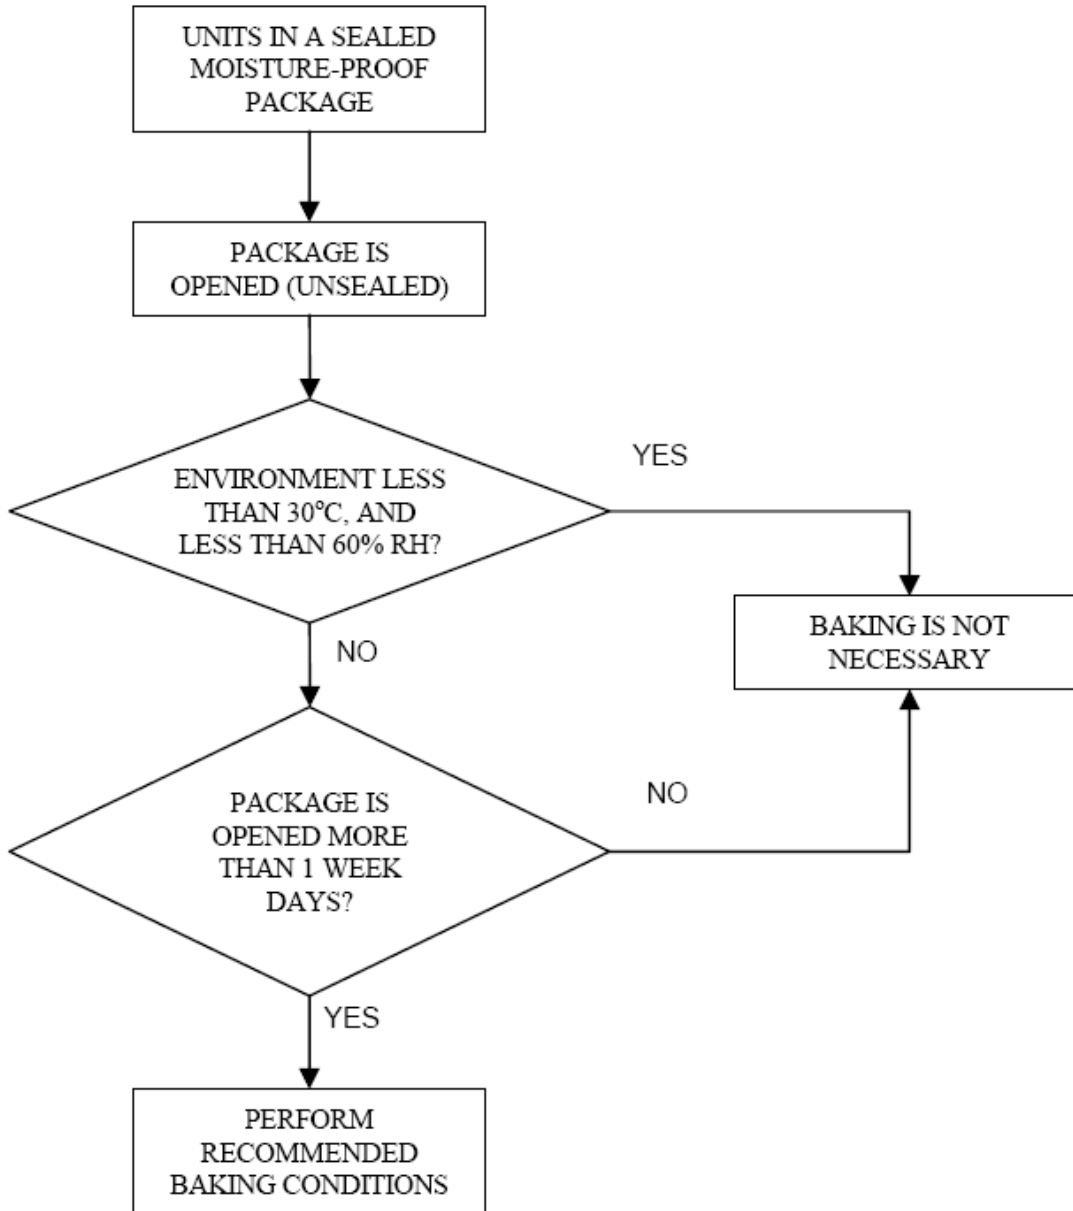 UNITS IN A SEALED
MOISTURE-PROOF
PACKAGE
PACKAGE IS
OPENED (UNSEALED)
ENVIRONMENT LESS
THAN 30°C, AND
LESS THAN 60% RH?
YES
BAKING IS NOT
NECESSARY
NO
PACKAGE IS
OPENED MORE
THAN 1 WEEK
DAYS?
NO
YES
PERFORM
RECOMMENDED
BAKING CONDITIONS